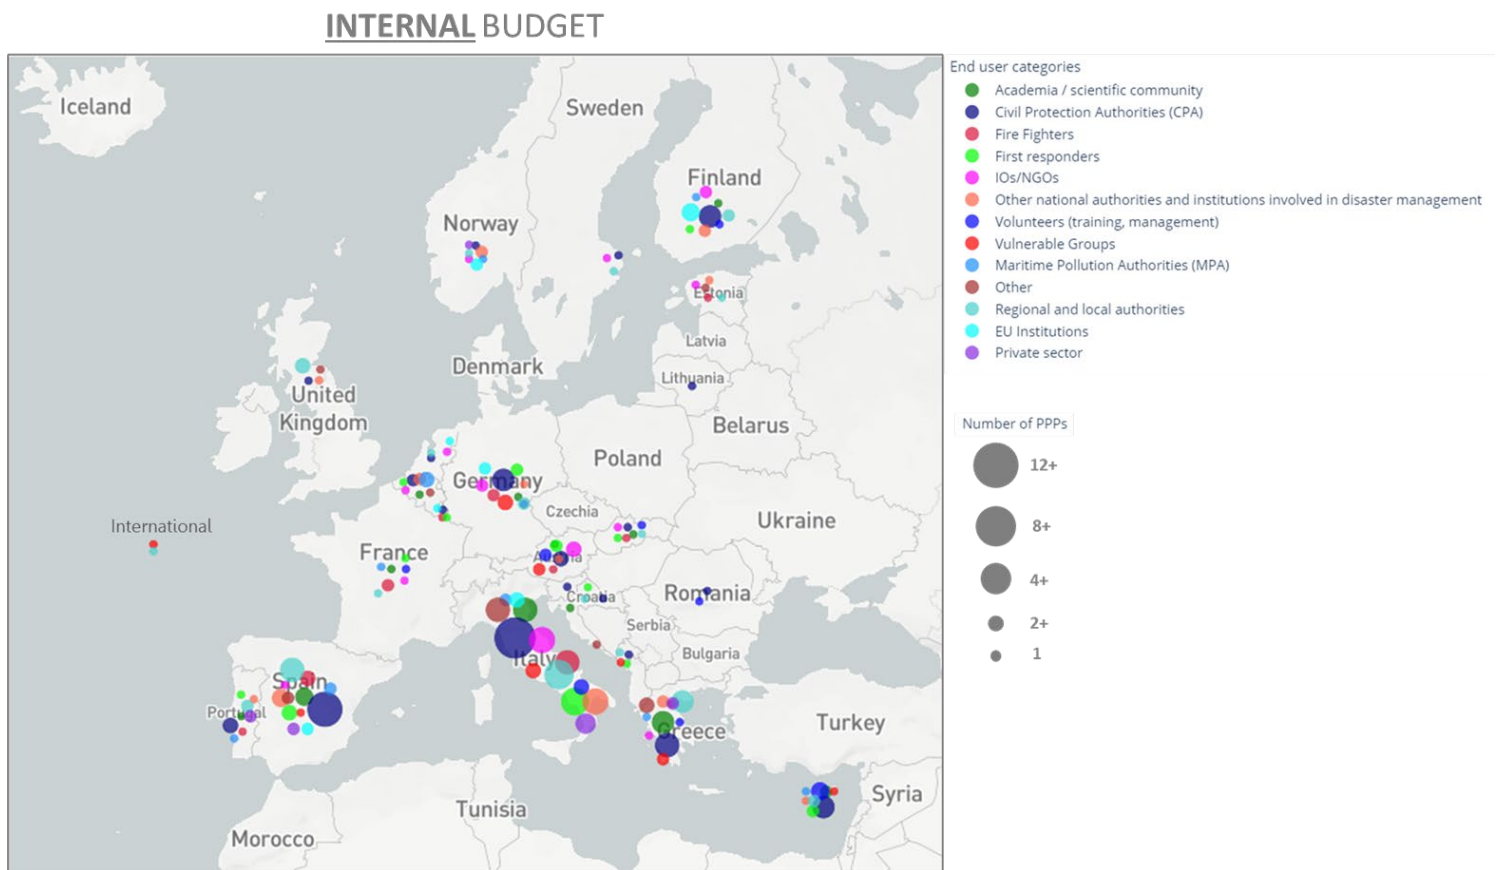 INTERNAL BUDGET
Iceland
Sweden
Finland
Norway
Estonia
Latvia
Denmark
Lithuania
United
Kingdom
Belarus
Poland
Germany
Czechia
Ukraine
International
France
Austria
Croatia
Romania
Serbia
Italy
Bulgaria
Spain
Portugal
Greece
Turkey
Syria
Tunisia
Morocco
End user categories
Academia / scientific community
Civil Protection Authorities (CPA)
Fire Fighters
First responders
IOs/NGOs
Other national authorities and institutions involved in disaster management
Volunteers (training, management)
Vulnerable Groups
Maritime Pollution Authorities (MPA)
Other
Regional and local authorities
EU Institutions
Private sector
Number of PPPs
12+
8+
4+
2+
1